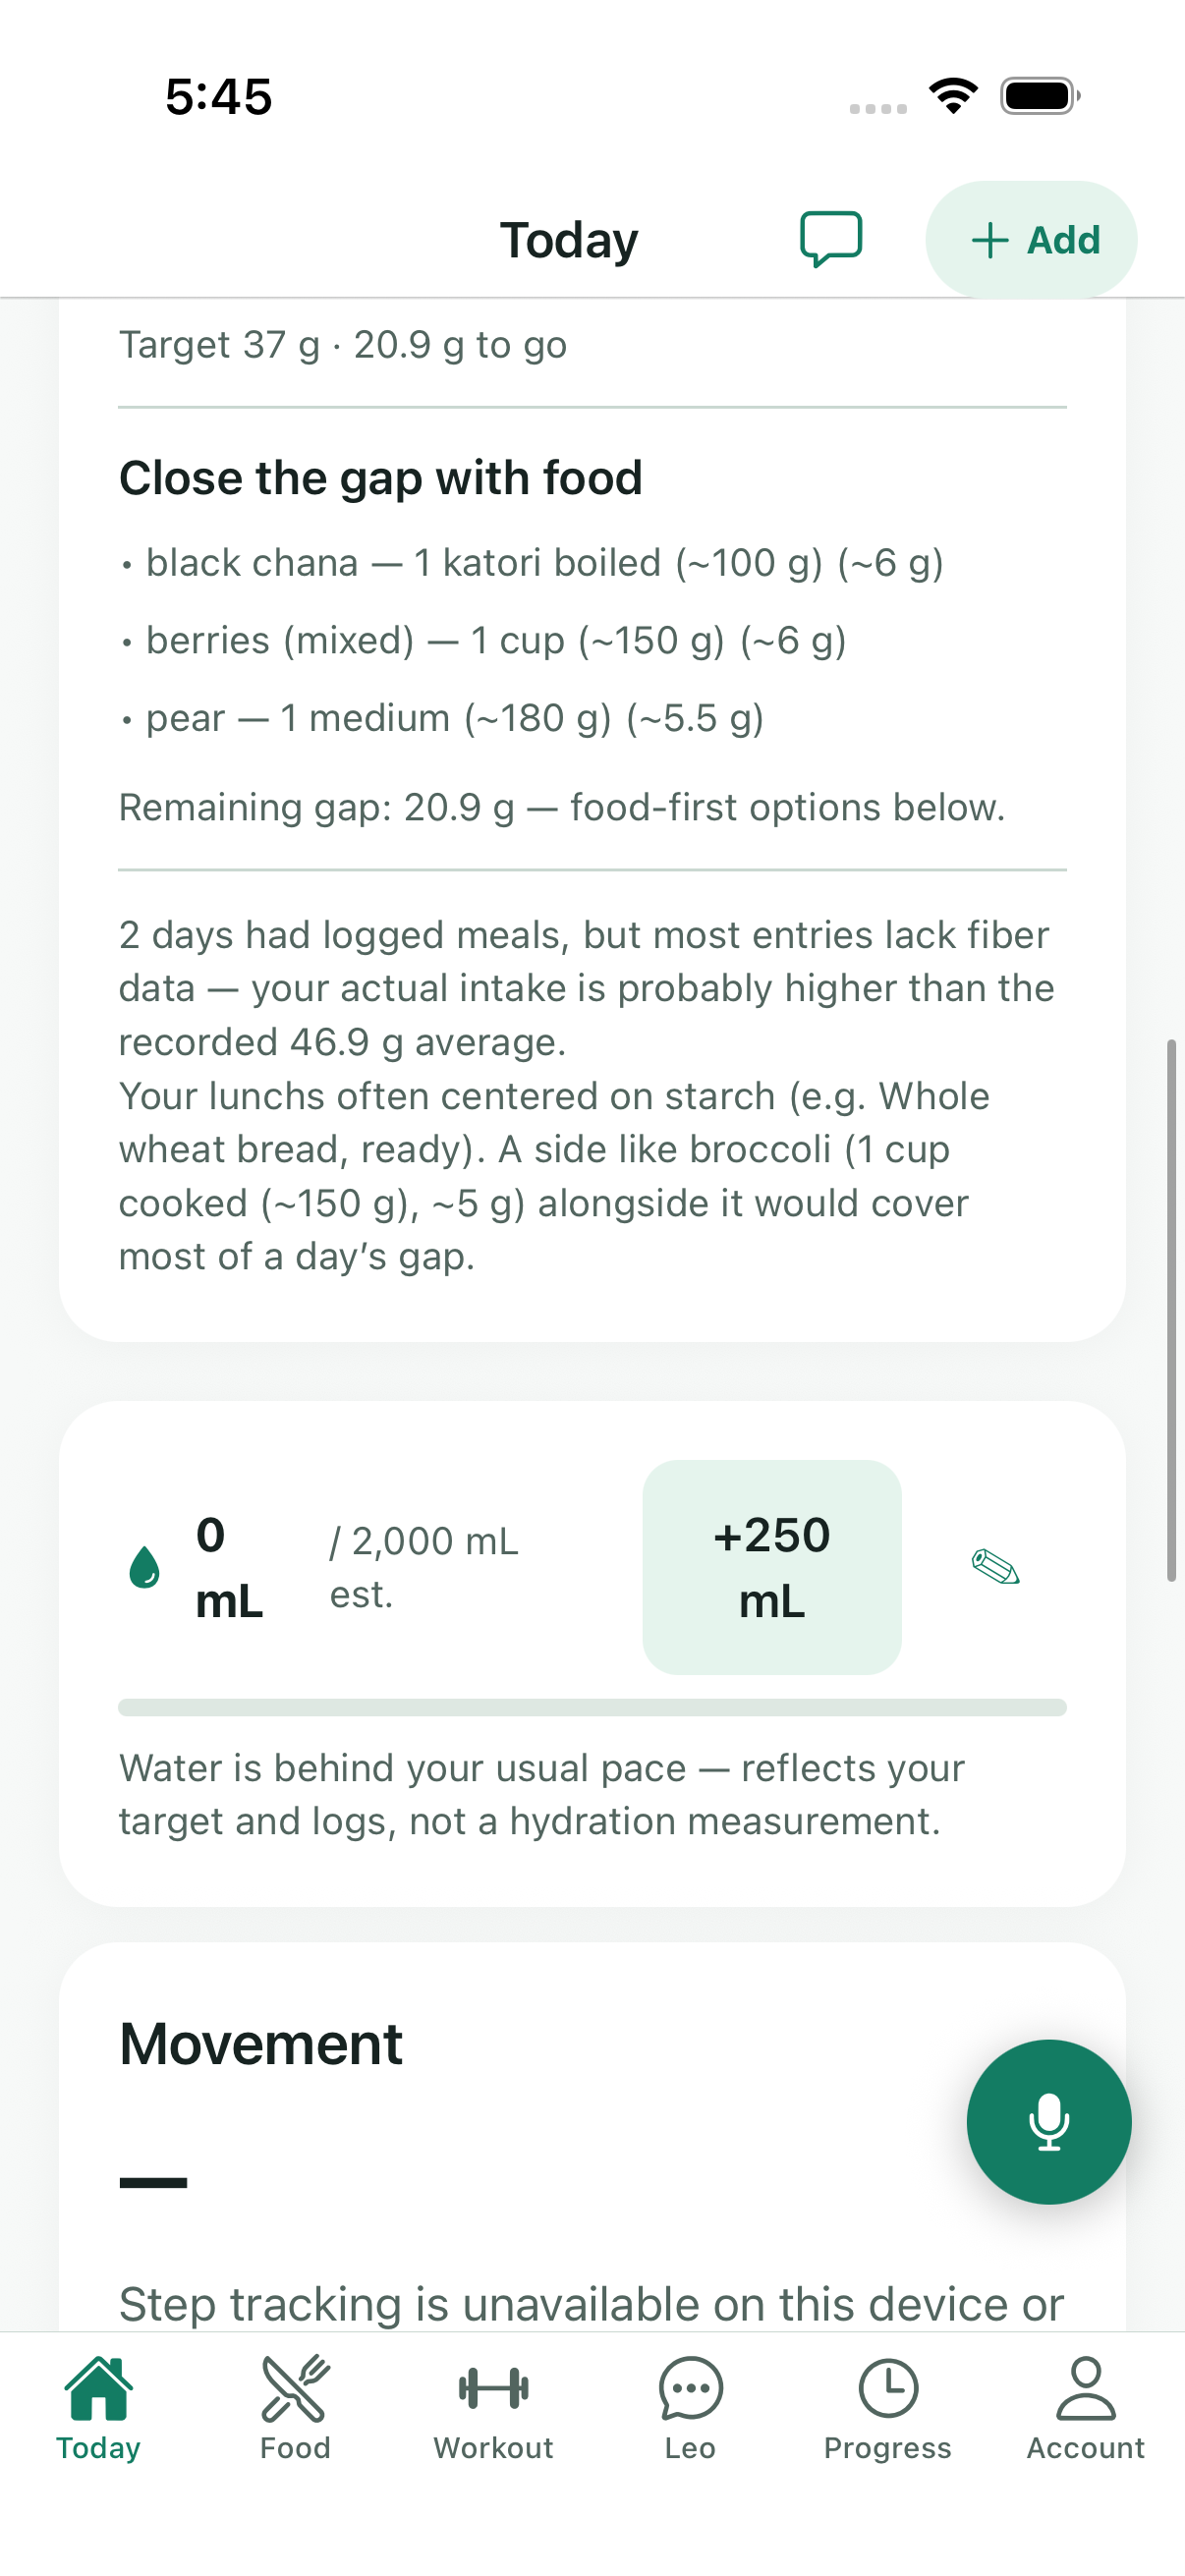 5:45
Today
+ Add
Target 37 g · 20.9 g to go
Close the gap with food
• black chana — 1 katori boiled (~100 g) (~6 g)
• berries (mixed) — 1 cup (~150 g) (~6 g)
• pear — 1 medium (~180 g) (~5.5 g)
Remaining gap: 20.9 g — food-first options below.
2 days had logged meals, but most entries lack fiber
data — your actual intake is probably higher than the
recorded 46.9 g average.
Your lunchs often centered on starch (e.g. Whole
wheat bread, ready). A side like broccoli (1 cup
cooked (~150 g), ~5 g) alongside it would cover
most of a day’s gap.
0
mL
/ 2,000 mL
est.
+250
mL
Water is behind your usual pace — reflects your
target and logs, not a hydration measurement.
Movement
—
Step tracking is unavailable on this device or
Today
Food
Workout
Leo
Progress
Account